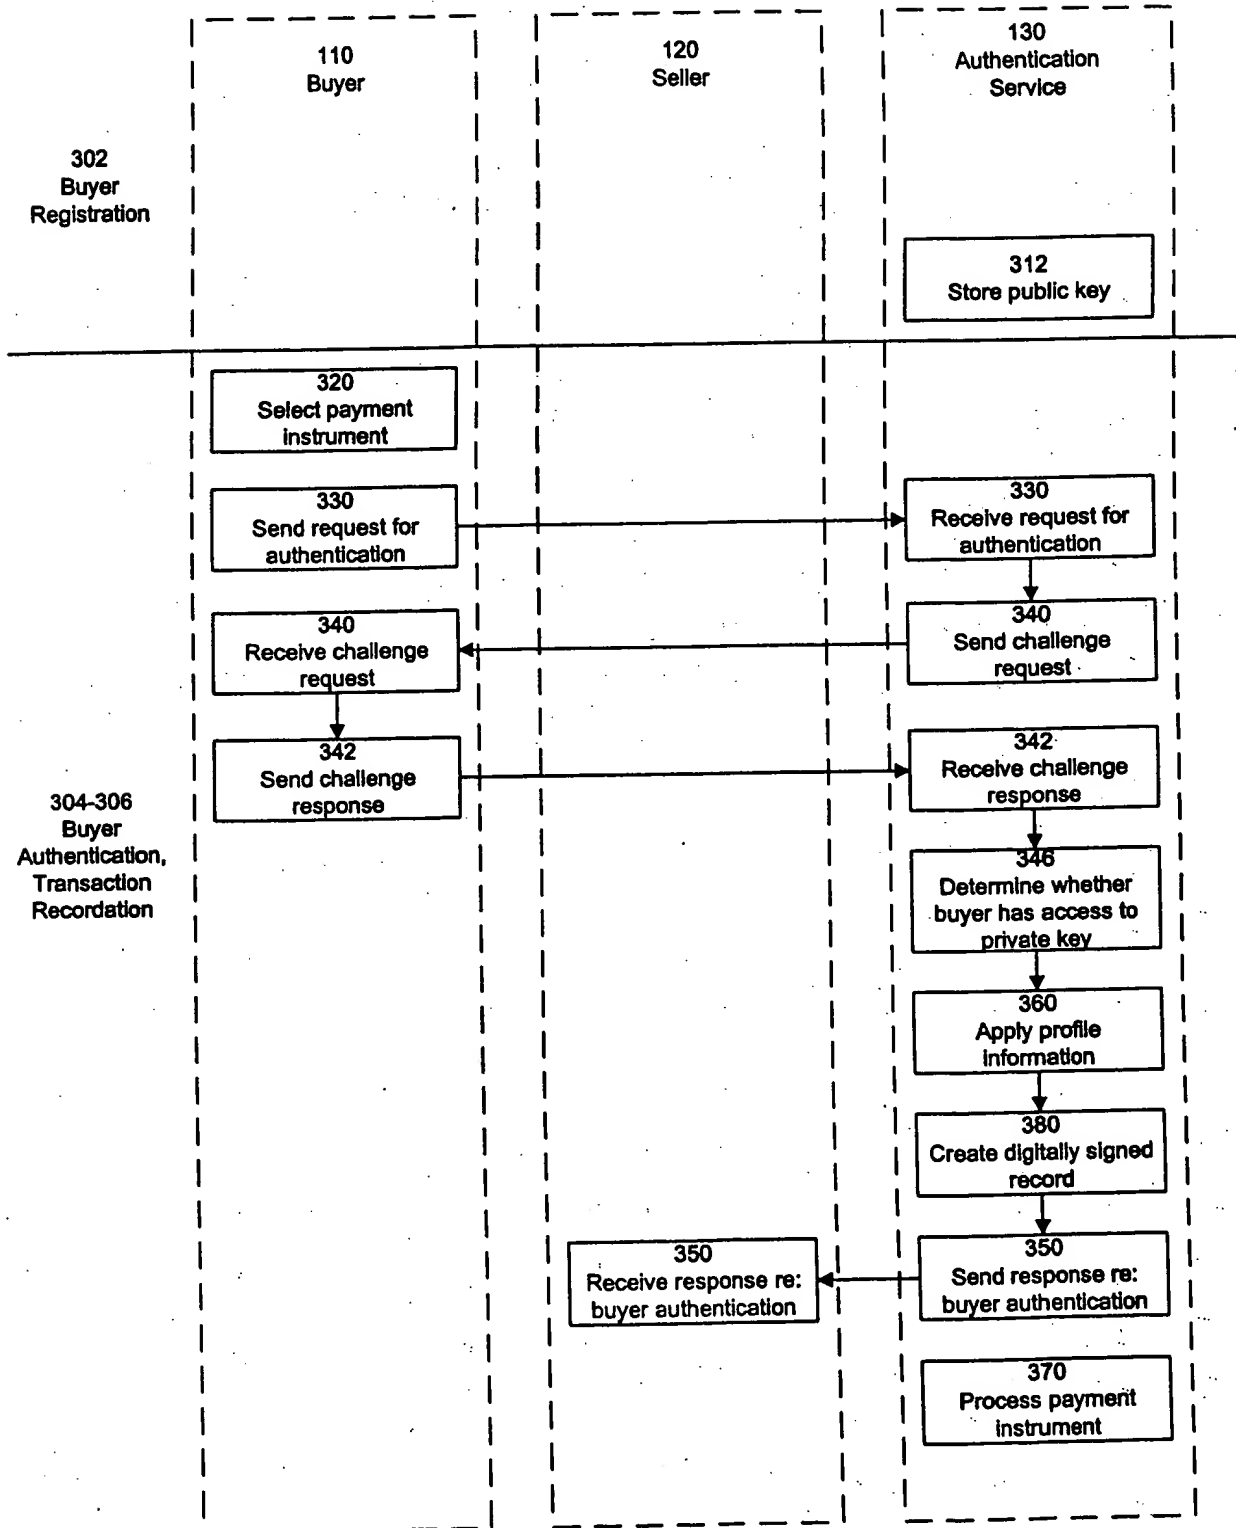 110
Buyer
120
Seller
130
Authentication
Service
302
Buyer
Registration
312
Store public key
320
Select payment
instrument
330
Send request for
authentication
330
Receive request for
authentication
340
Receive challenge
request
340
Send challenge
request
342
Send challenge
response
342
Receive challenge
response
304-306
Buyer
Authentication,
Transaction
Recordation
346
Determine whether
buyer has access to
private key
360
Apply profile
information
380
Create digitally signed
record
350
Receive response re:
buyer authentication
350
Send response re:
buyer authentication
370
Process payment
instrument